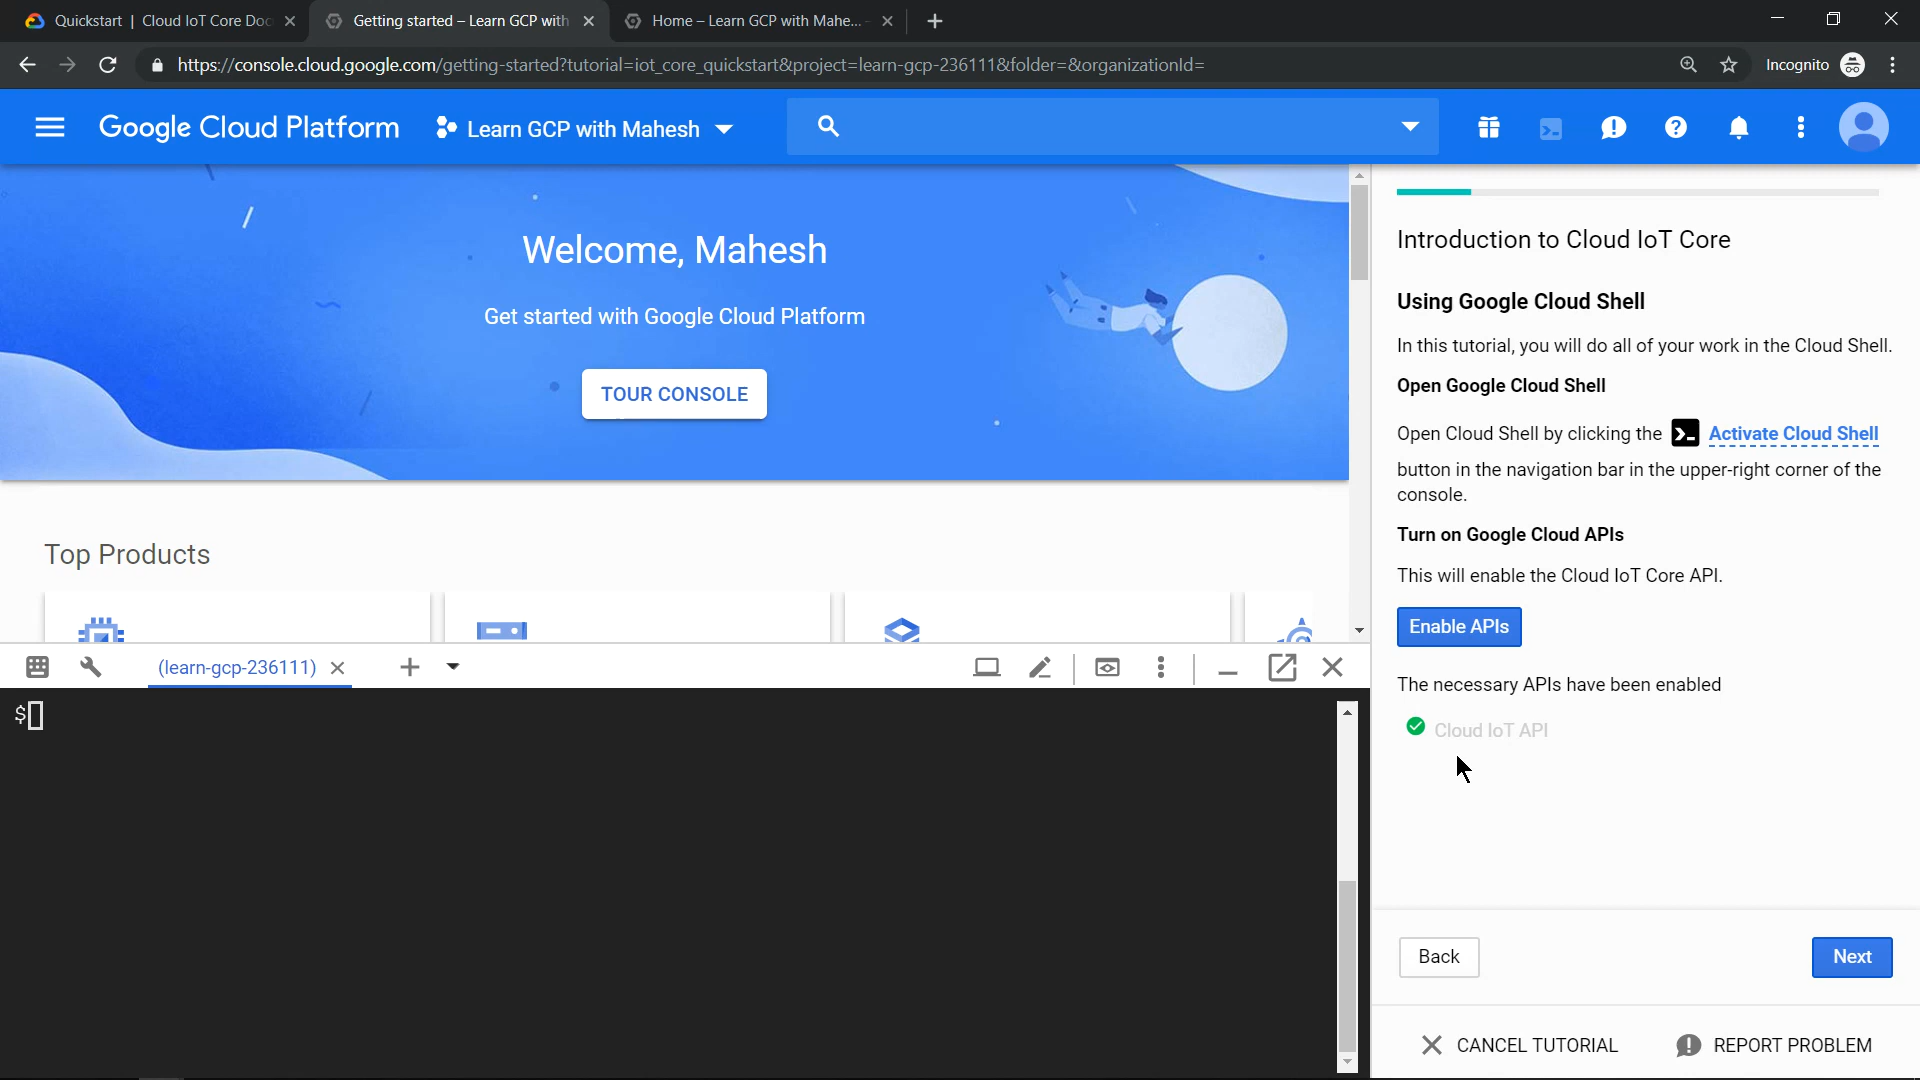 Quickstart | Cloud IoT Core Doc
Getting started – Learn GCP with
Home – Learn GCP with Mahe...
https://console.cloud.google.com/getting-started?tutorial=iot_core_quickstart&project=learn-gcp-236111&folder=&organizationId=
Incognito
Google Cloud Platform
Learn GCP with Mahesh
Welcome, Mahesh
Get started with Google Cloud Platform
TOUR CONSOLE
Top Products
(learn-gcp-236111)
$
Introduction to Cloud IoT Core
Using Google Cloud Shell
In this tutorial, you will do all of your work in the Cloud Shell.
Open Google Cloud Shell
Open Cloud Shell by clicking the Activate Cloud Shell
button in the navigation bar in the upper-right corner of the
console.
Turn on Google Cloud APIs
This will enable the Cloud IoT Core API.
Enable APIs
The necessary APIs have been enabled
Cloud IoT API
Back
Next
CANCEL TUTORIAL
REPORT PROBLEM